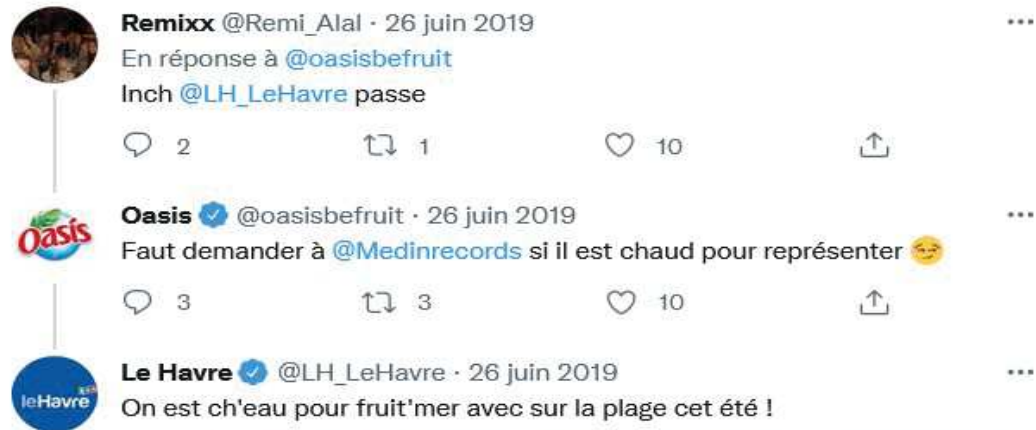 Remixx @Remi_Alal · 26 juin 2019
En réponse à @oasisbefruit
Inch @LH_LeHavre passe
2 1 10
Oasis @oasisbefruit · 26 juin 2019
Oasis
Faut demander à @Medinrecords si il est chaud pour représenter 😏
3 3 10
Le Havre @LH_LeHavre · 26 juin 2019
leHavre
On est ch'eau pour fruit'mer avec sur la plage cet été !